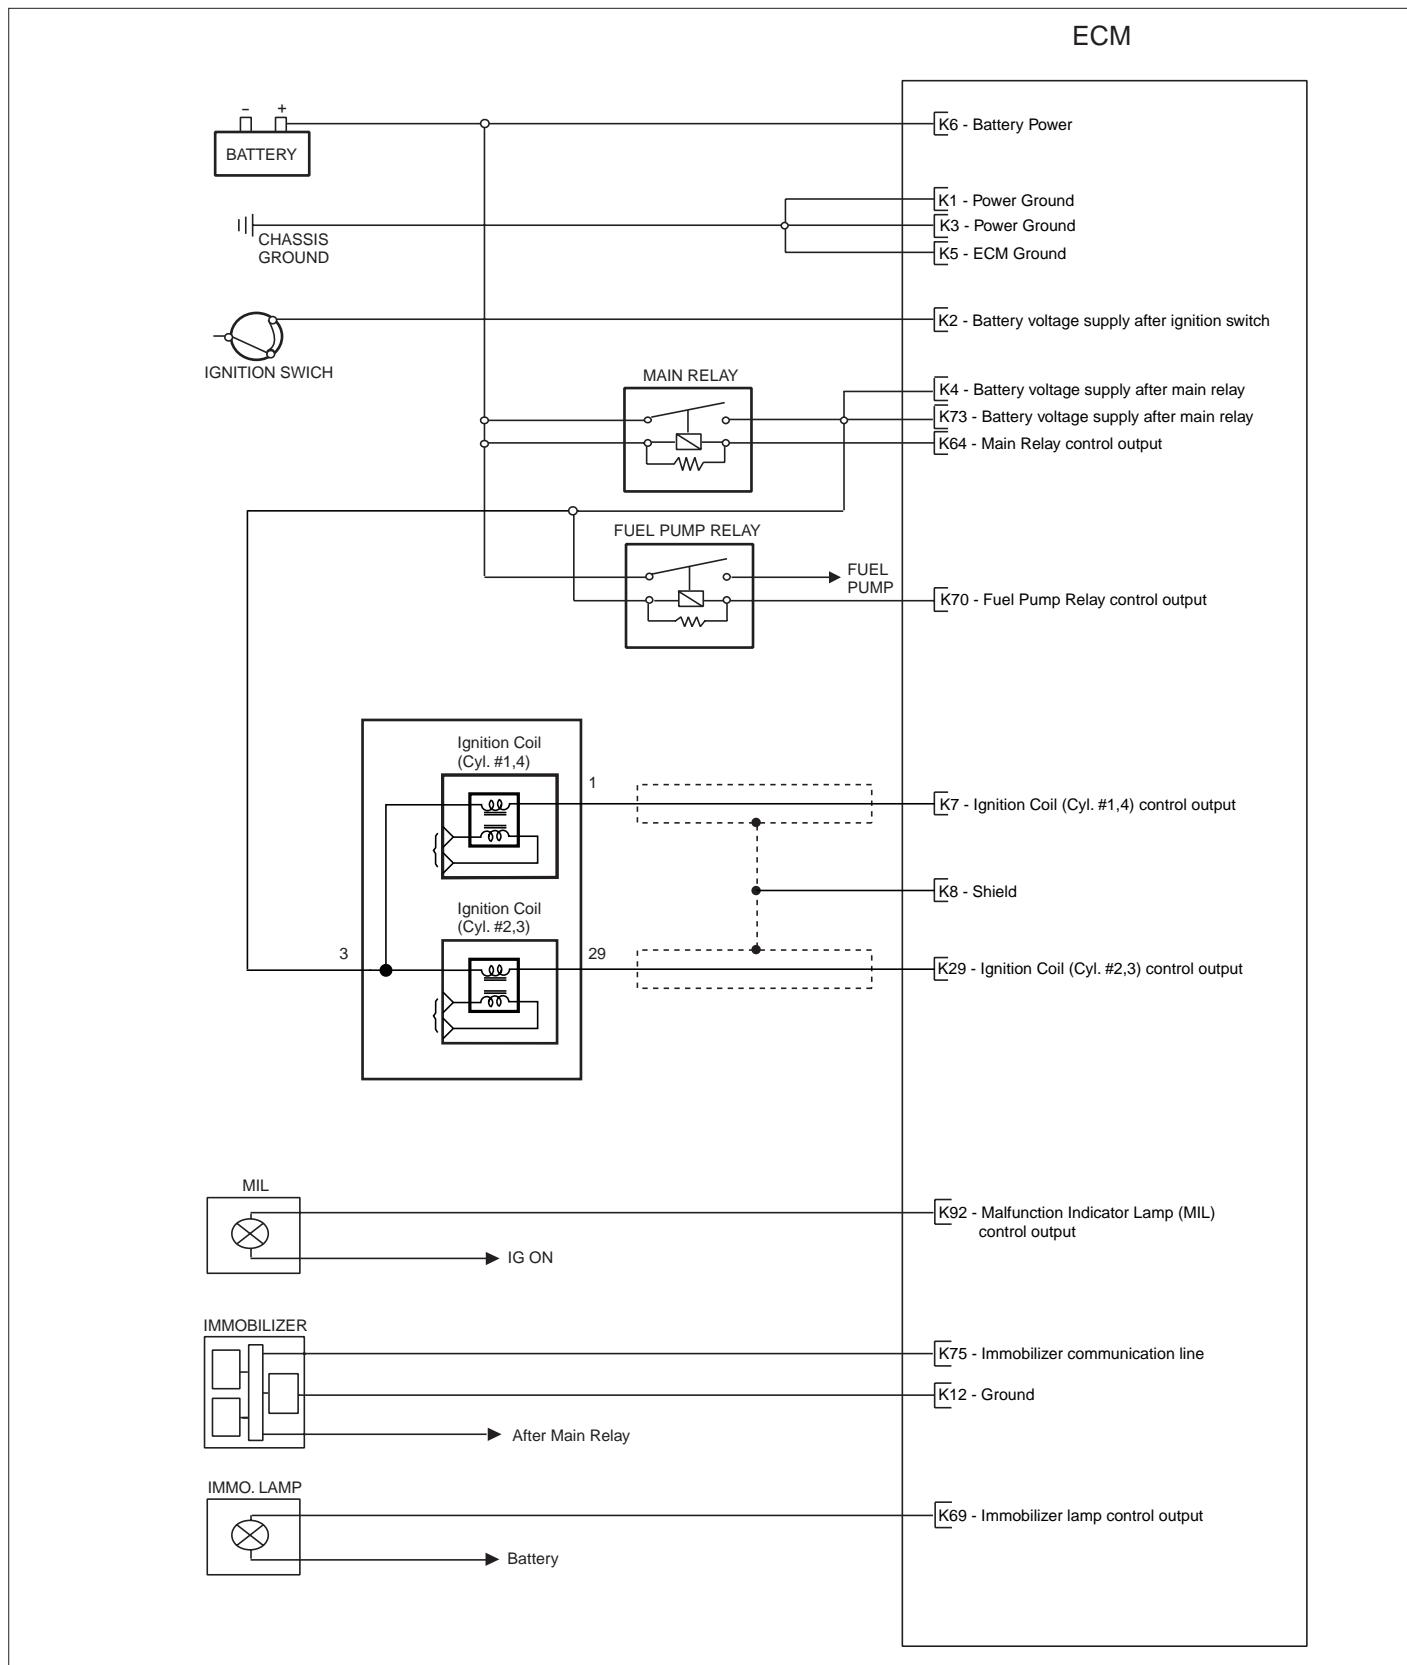 ECM
- +
BATTERY
K6 - Battery Power
K1 - Power Ground
K3 - Power Ground
K5 - ECM Ground
CHASSIS
GROUND
K2 - Battery voltage supply after ignition switch
IGNITION SWICH
MAIN RELAY
K4 - Battery voltage supply after main relay
K73 - Battery voltage supply after main relay
K64 - Main Relay control output
FUEL PUMP RELAY
FUEL
PUMP
K70 - Fuel Pump Relay control output
Ignition Coil
(Cyl. #1,4)
1
K7 - Ignition Coil (Cyl. #1,4) control output
K8 - Shield
Ignition Coil
(Cyl. #2,3)
3
29
K29 - Ignition Coil (Cyl. #2,3) control output
MIL
K92 - Malfunction Indicator Lamp (MIL)
control output
IG ON
IMMOBILIZER
K75 - Immobilizer communication line
K12 - Ground
After Main Relay
IMMO. LAMP
K69 - Immobilizer lamp control output
Battery